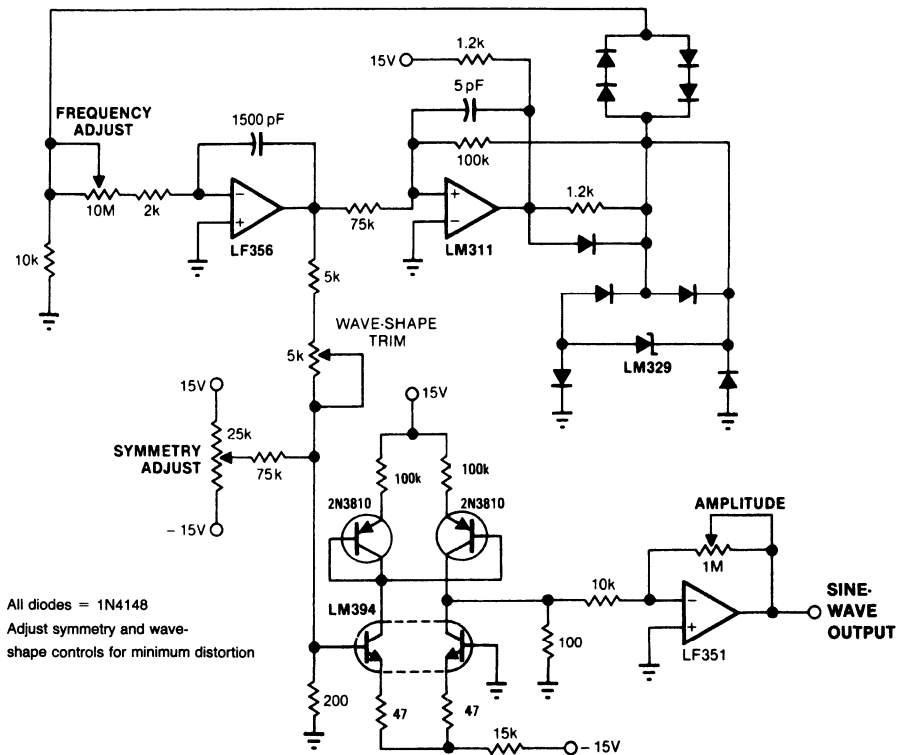 1.2k
15V
5 pF
FREQUENCY
ADJUST
1500 pF
100k
10M
2k
75k
1.2k
LF356
LM311
10k
5k
WAVE-SHAPE
TRIM
5k
LM329
15V
15V
25k
SYMMETRY
ADJUST
75k
100k
100k
2N3810
2N3810
AMPLITUDE
– 15V
1M
10k
All diodes = 1N4148
Adjust symmetry and wave-
shape controls for minimum distortion
LM394
SINE-
WAVE
OUTPUT
100
LF351
200
47
47
15k
– 15V